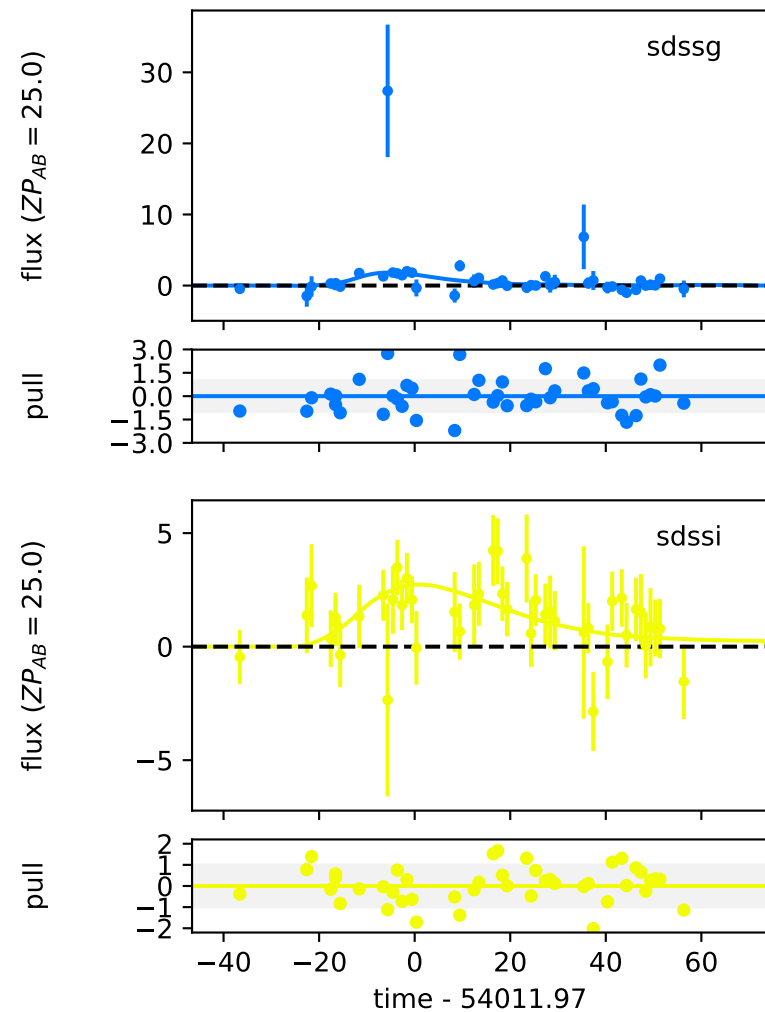 sdssg
flux (ZP_AB = 25.0)
30
20
10
0
pull
3.0
1.5
0.0
−1.5
−3.0
sdssi
flux (ZP_AB = 25.0)
5
0
−5
pull
2
1
0
−1
−2
−40 −20 0 20 40 60
time - 54011.97